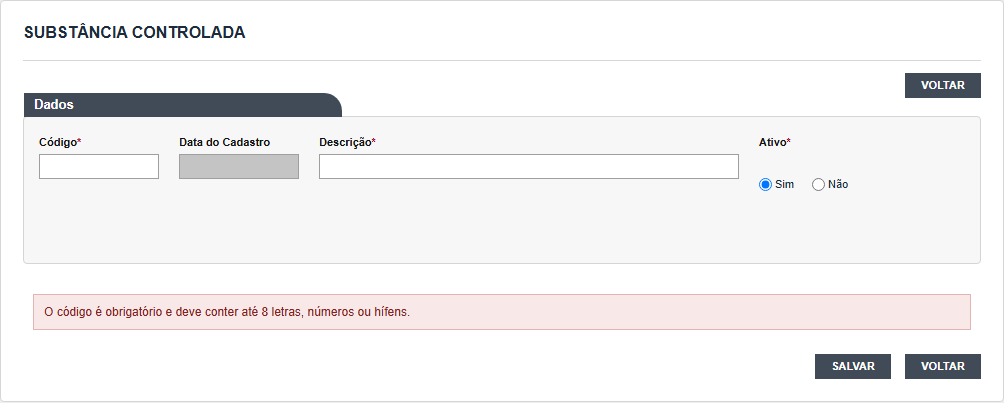 SUBSTÂNCIA CONTROLADA
VOLTAR
Dados
Código* Data do Cadastro Descrição* Ativo*
Sim Não
O código é obrigatório e deve conter até 8 letras, números ou hífens.
SALVAR VOLTAR